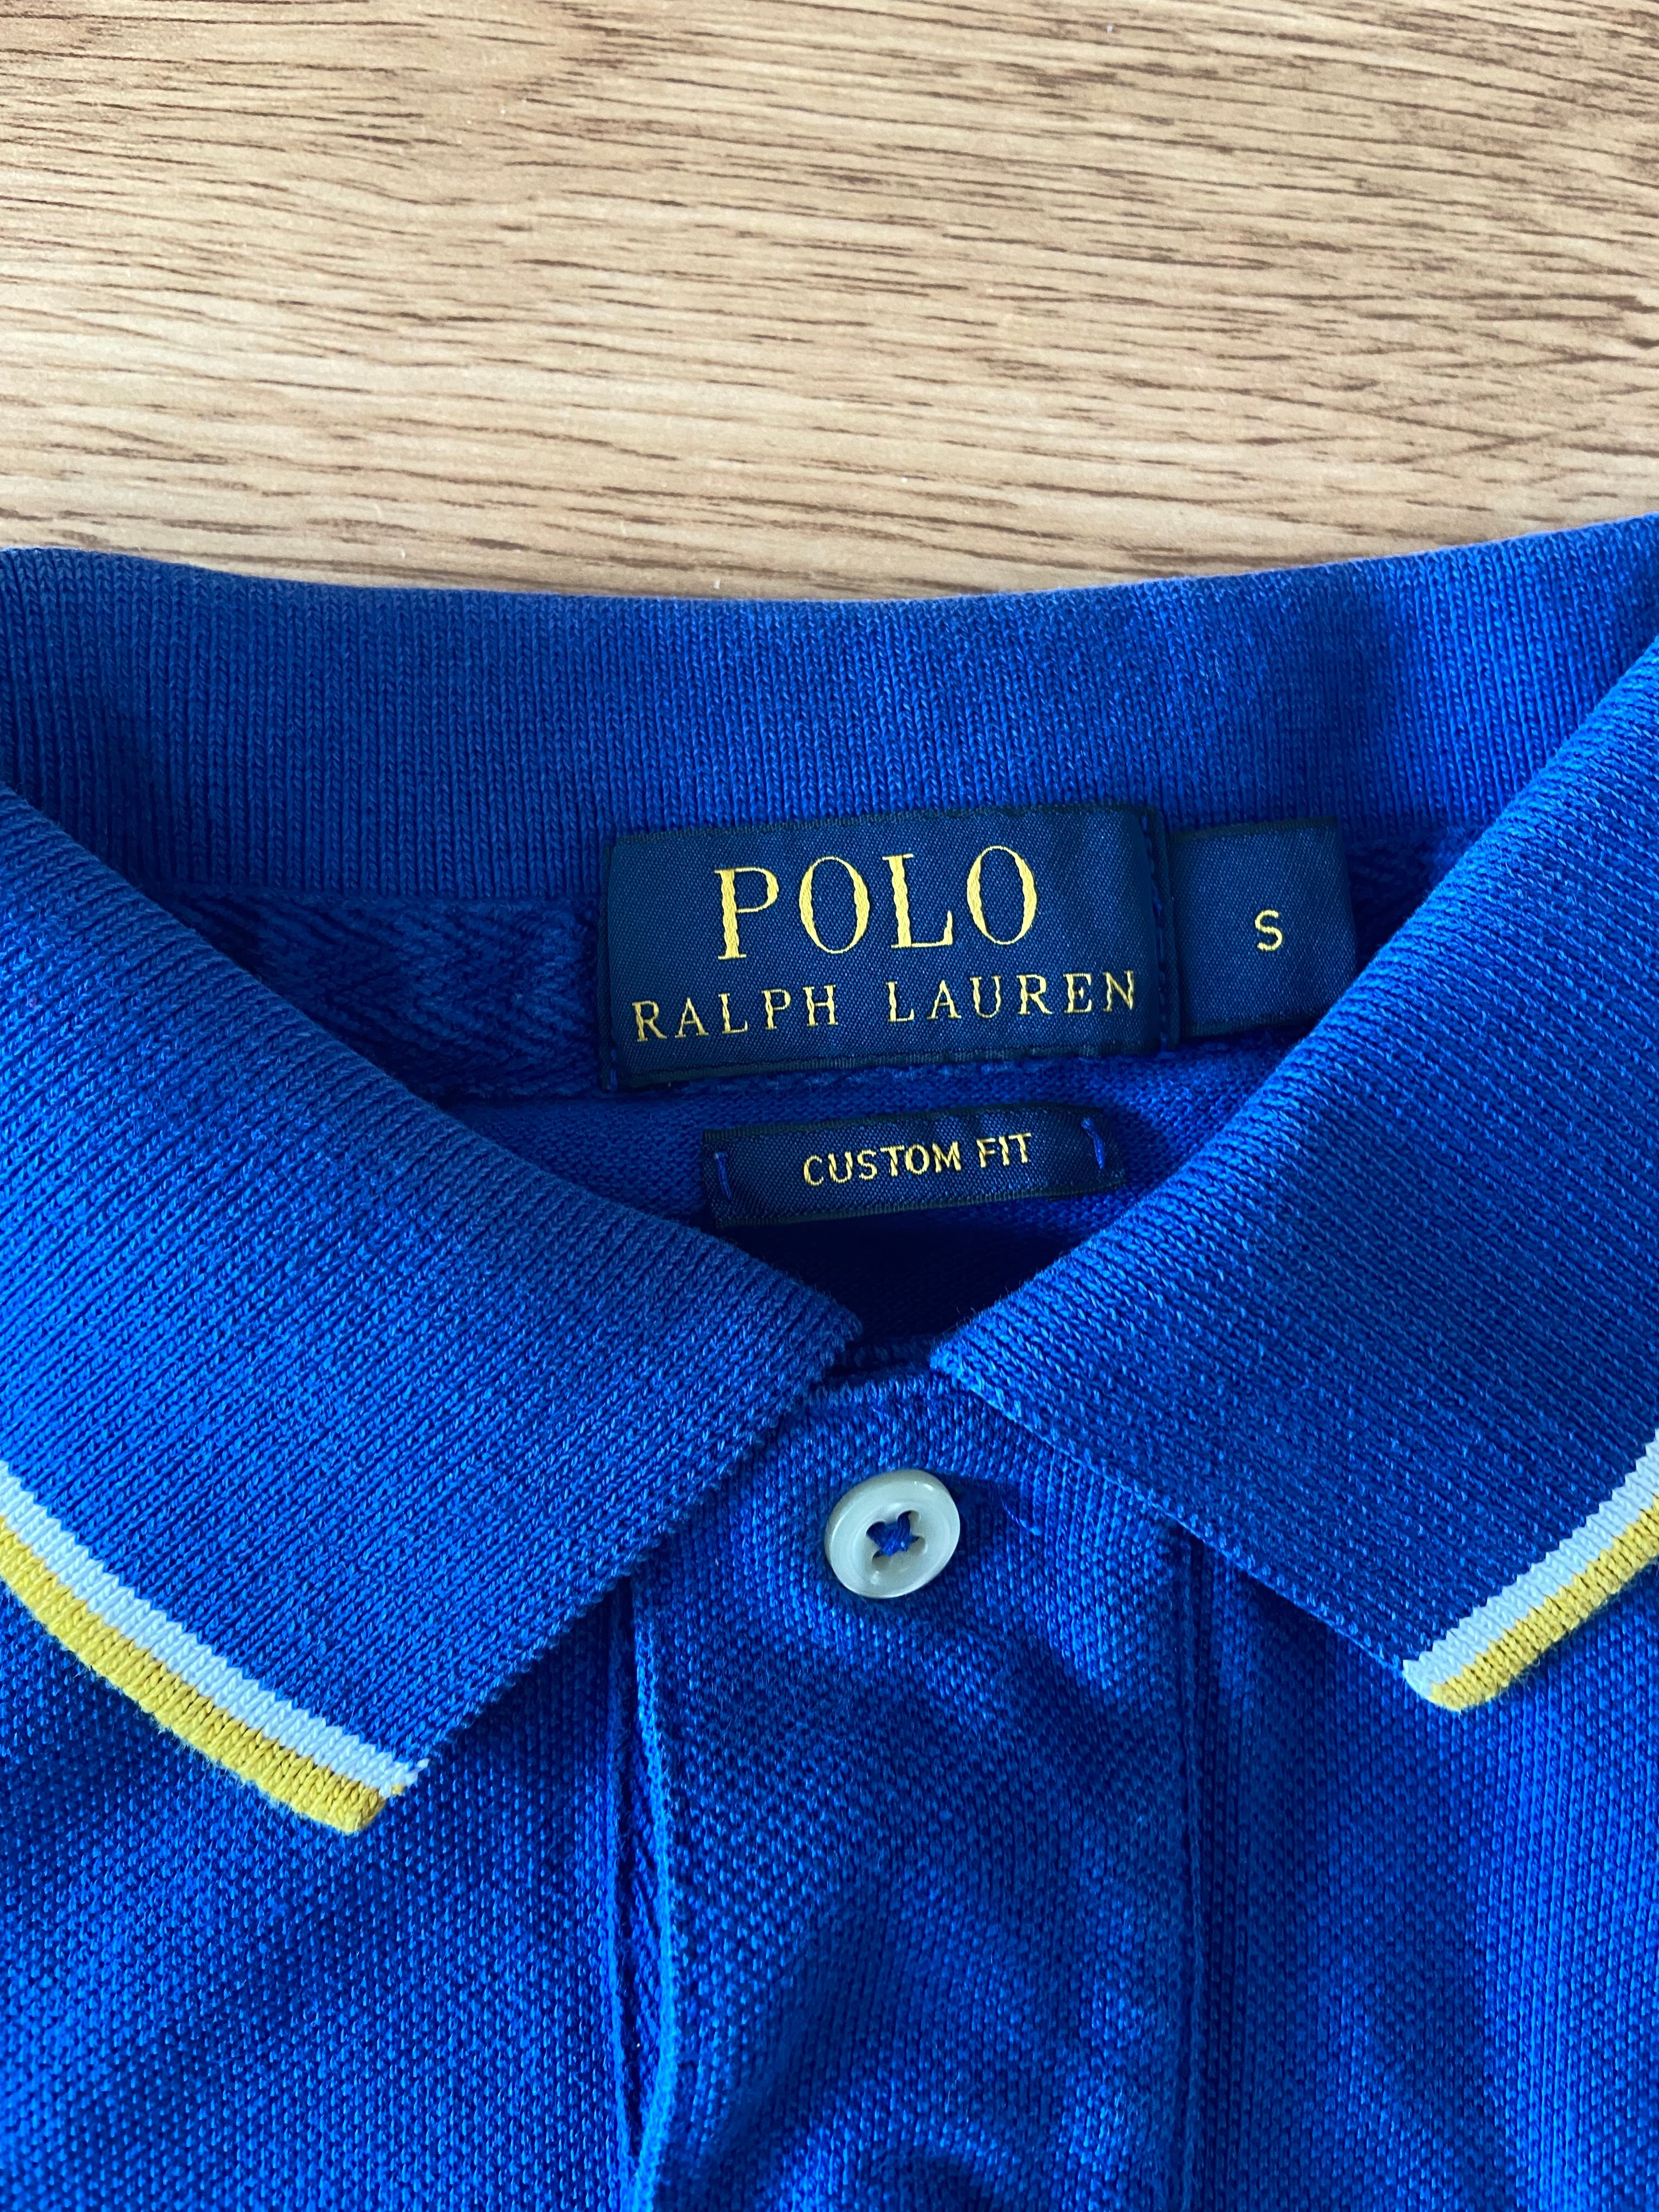 POLO
RALPH LAUREN
S
CUSTOM FIT